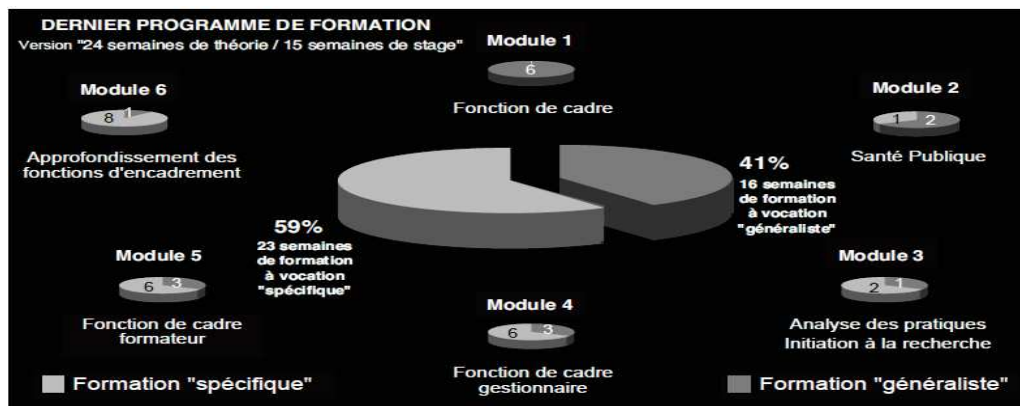 DERNIER PROGRAMME DE FORMATION
Version "24 semaines de théorie / 15 semaines de stage"
Module 1
6
Fonction de cadre
Module 6
8 1
Approfondissement des
fonctions d'encadrement
Module 2
1 2
Santé Publique
41%
16 semaines
de formation
à vocation
"généraliste"
59%
23 semaines
de formation
à vocation
"spécifique"
Module 5
6 3
Fonction de cadre
formateur
Module 4
6 3
Fonction de cadre
gestionnaire
Module 3
2 1
Analyse des pratiques
Initiation à la recherche
Formation "spécifique"
Formation "généraliste"